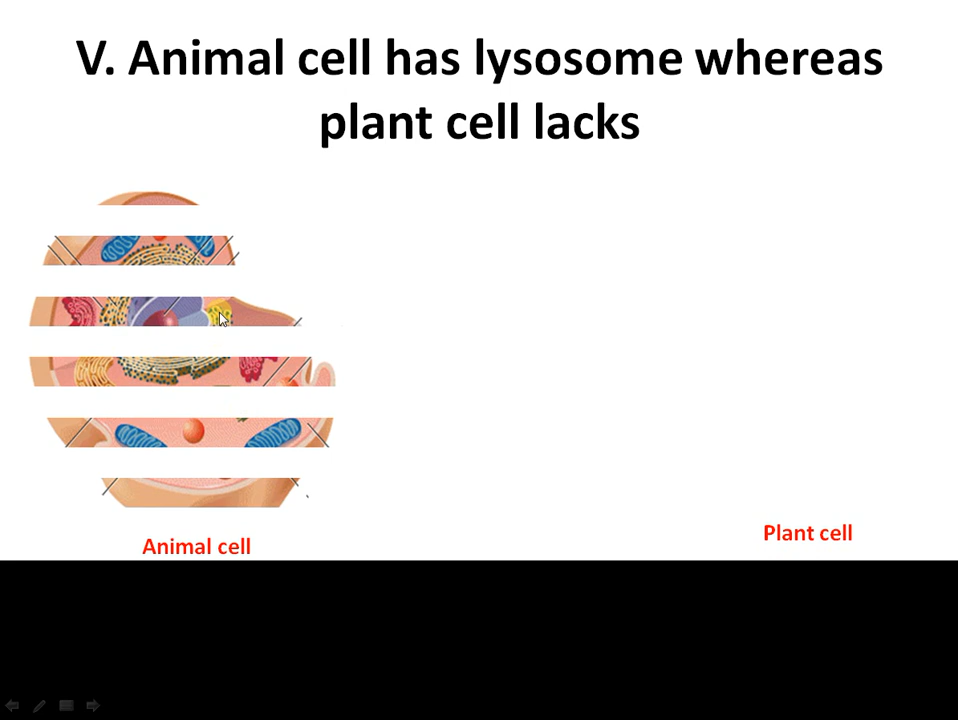 V. Animal cell has lysosome whereas
plant cell lacks
Animal cell
Plant cell